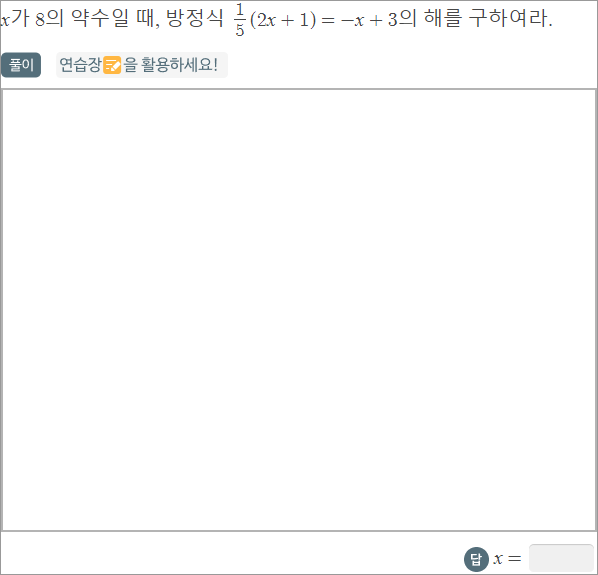 x가 8의 약수일 때, 방정식 1/5(2x + 1) = −x + 3의 해를 구하여라.
풀이 연습장을 활용하세요!
답 x =